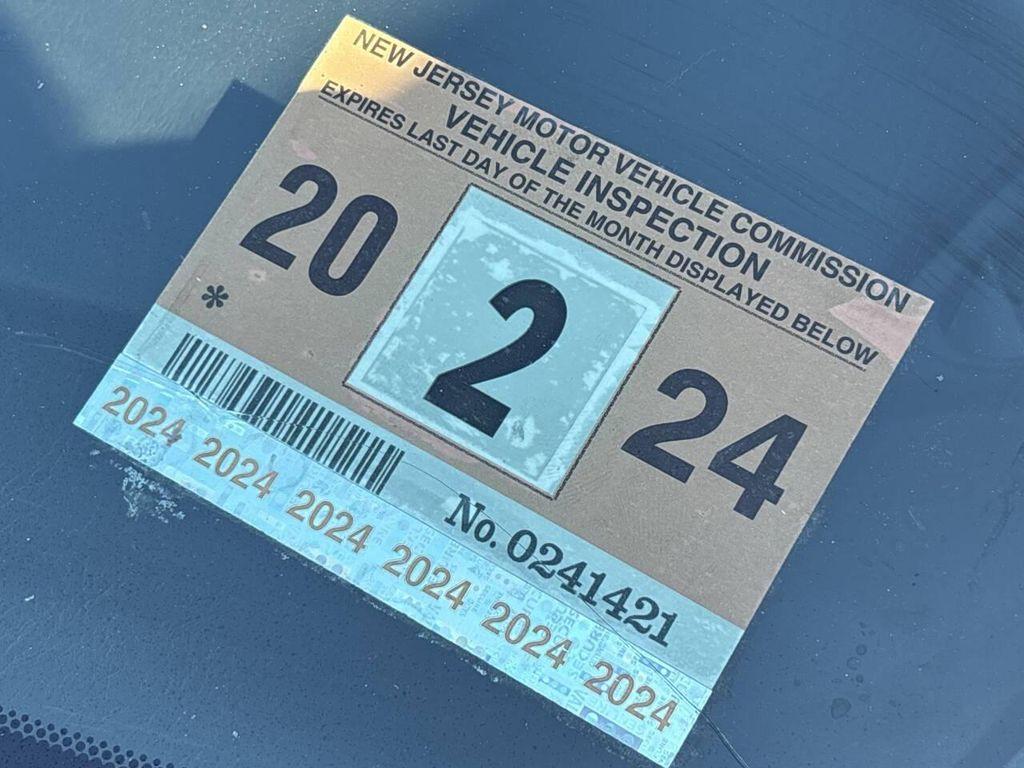 NEW JERSEY MOTOR VEHICLE COMMISSION
VEHICLE INSPECTION
EXPIRES LAST DAY OF THE MONTH DISPLAYED BELOW
20 2 24
*
No. 0241421
2024 2024 2024 2024 2024 2024